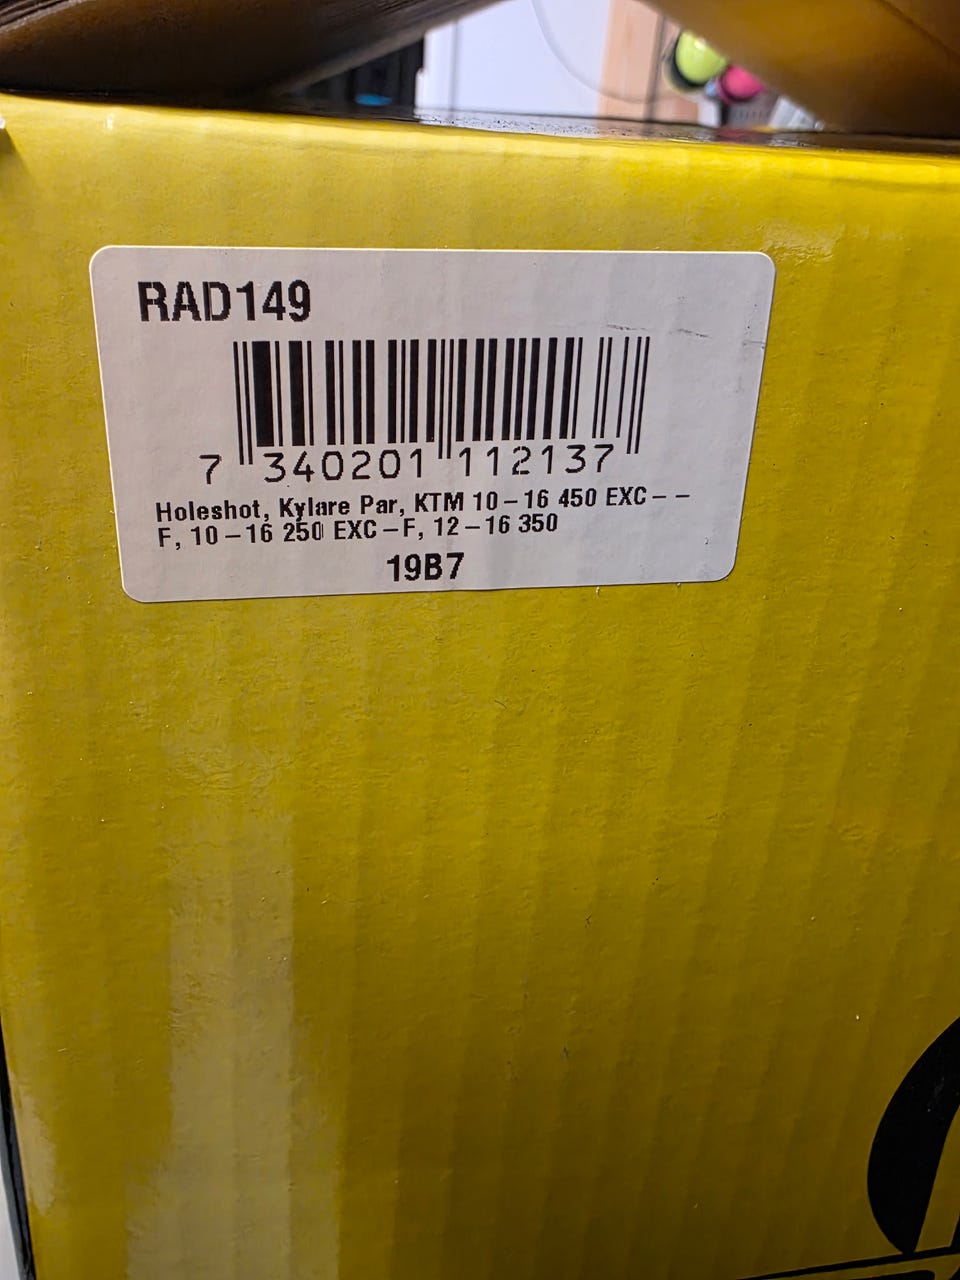 RAD149
7 340201 112137
Holeshot, Kylare Par, KTM 10-16 450 EXC--
F, 10-16 250 EXC-F, 12-16 350
19B7